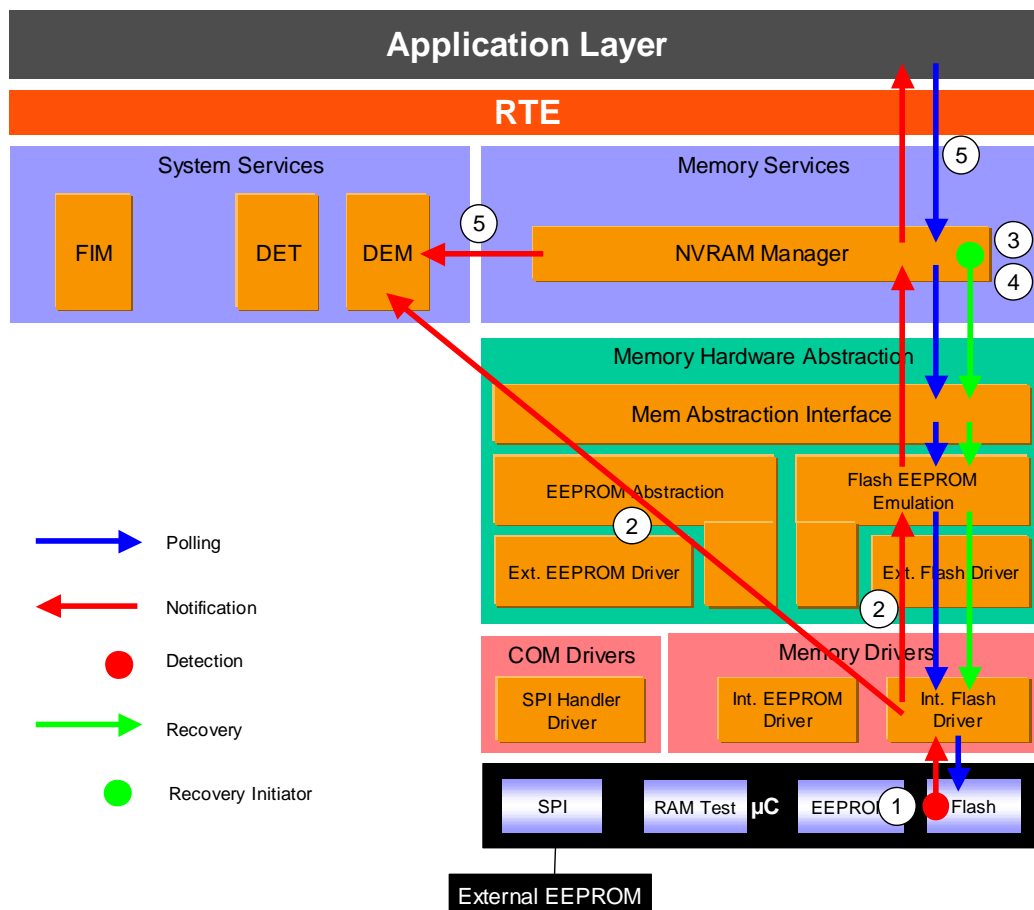 Application Layer
RTE
System Services
Memory Services
5
FIM
DET
DEM
5
NVRAM Manager
3
4
Memory Hardware Abstraction
Mem Abstraction Interface
EEPROM Abstraction
Flash EEPROM
Emulation
2
Ext. EEPROM Driver
Ext. Flash Driver
2
Polling
Notification
Detection
Recovery
Recovery Initiator
COM Drivers
Memory Drivers
SPI Handler
Driver
Int. EEPROM
Driver
Int. Flash
Driver
SPI
RAM Test
µC
EEPROM
1
Flash
External EEPROM